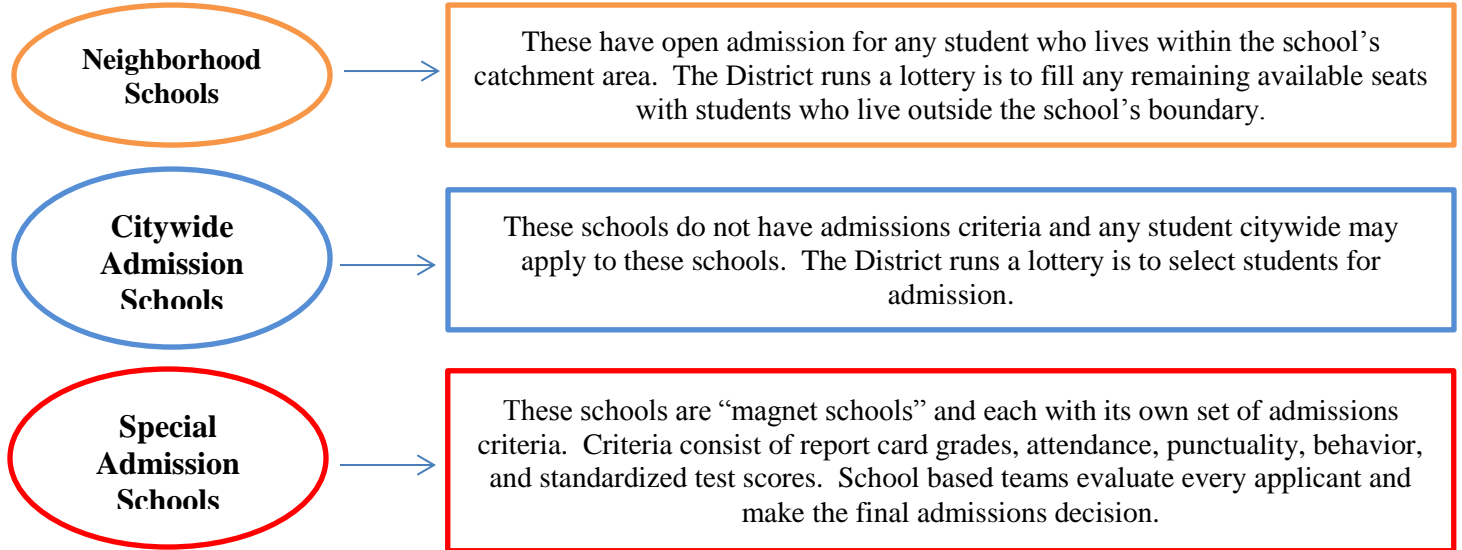 Neighborhood
Schools
These have open admission for any student who lives within the school’s
catchment area.  The District runs a lottery is to fill any remaining available seats
with students who live outside the school’s boundary.
Citywide
Admission
Schools
These schools do not have admissions criteria and any student citywide may
apply to these schools.  The District runs a lottery is to select students for
admission.
Special
Admission
Schools
These schools are “magnet schools” and each with its own set of admissions
criteria.  Criteria consist of report card grades, attendance, punctuality, behavior,
and standardized test scores.  School based teams evaluate every applicant and
make the final admissions decision.